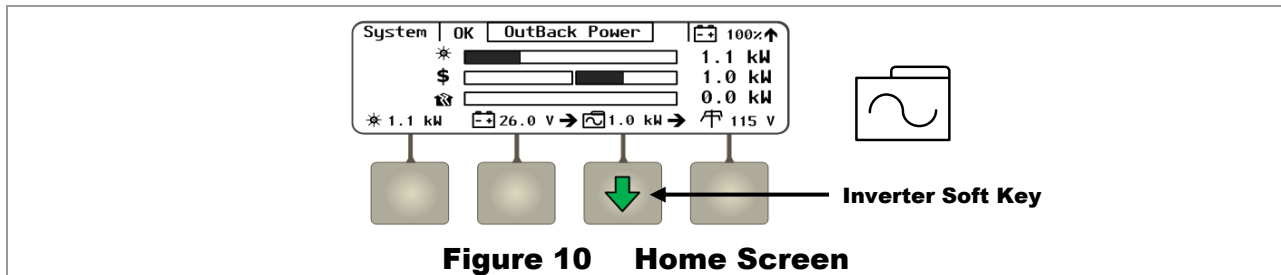 System OK OutBack Power 100%↑
1.1 kW
$ 1.0 kW
0.0 kW
1.1 kW 26.0 V → 1.0 kW → 115 V
Inverter Soft Key
Figure 10 Home Screen